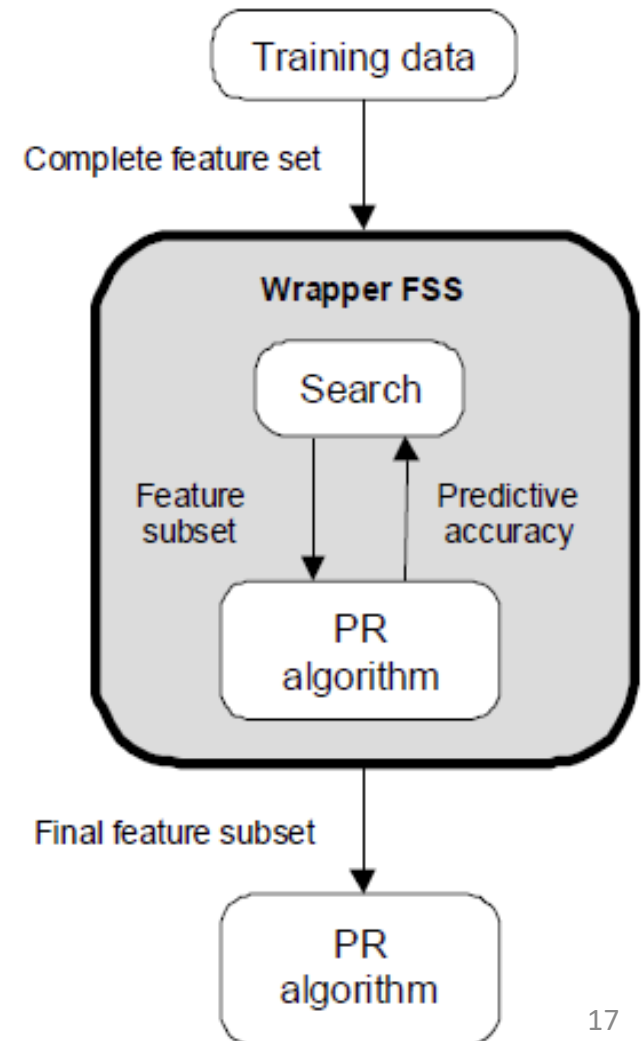 Training data
Complete feature set
Wrapper FSS
Search
Feature
subset
Predictive
accuracy
PR
algorithm
Final feature subset
PR
algorithm
17